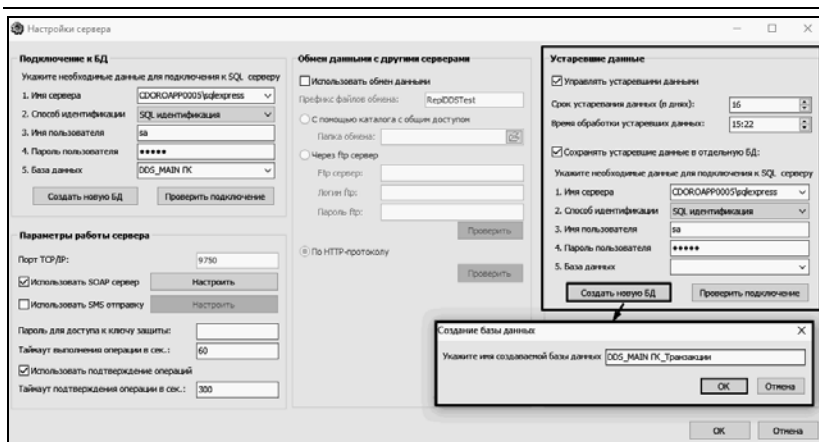 Настройки сервера
Подключение к БД
Укажите необходимые данные для подключения к SQL серверу
1. Имя сервера CDOROAPP0005\sqlexpress
2. Способ идентификации SQL идентификация
3. Имя пользователя sa
4. Пароль пользователя •••••
5. База данных DDS_MAIN ПК
Создать новую БД Проверить подключение
Параметры работы сервера
Порт TCP/IP: 9750
Использовать SOAP сервер Настроить
Использовать SMS отправку Настроить
Пароль для доступа к ключу защиты:
Таймаут выполнения операции в сек.: 60
Использовать подтверждение операций
Таймаут подтверждения операции в сек.: 300
Обмен данными с другими серверами
Использовать обмен данными
Префикс файлов обмена: ReplDDSTest
С помощью каталога с общим доступом
Папка обмена:
Через ftp сервер
Ftp сервер:
Логин ftp:
Пароль ftp:
Проверить
По HTTP-протоколу
Проверить
Устаревшие данные
Управлять устаревшими данными
Срок устаревания данных (в днях): 16
Время обработки устаревших данных: 15:22
Сохранять устаревшие данные в отдельную БД:
Укажите необходимые данные для подключения к SQL серверу
1. Имя сервера CDOROAPP0005\sqlexpress
2. Способ идентификации SQL идентификация
3. Имя пользователя sa
4. Пароль пользователя •••••
5. База данных
Создать новую БД Проверить подключение
Создание базы данных
Укажите имя создаваемой базы данных DDS_MAIN ПК_Транзакции
OK Отмена
OK Отмена